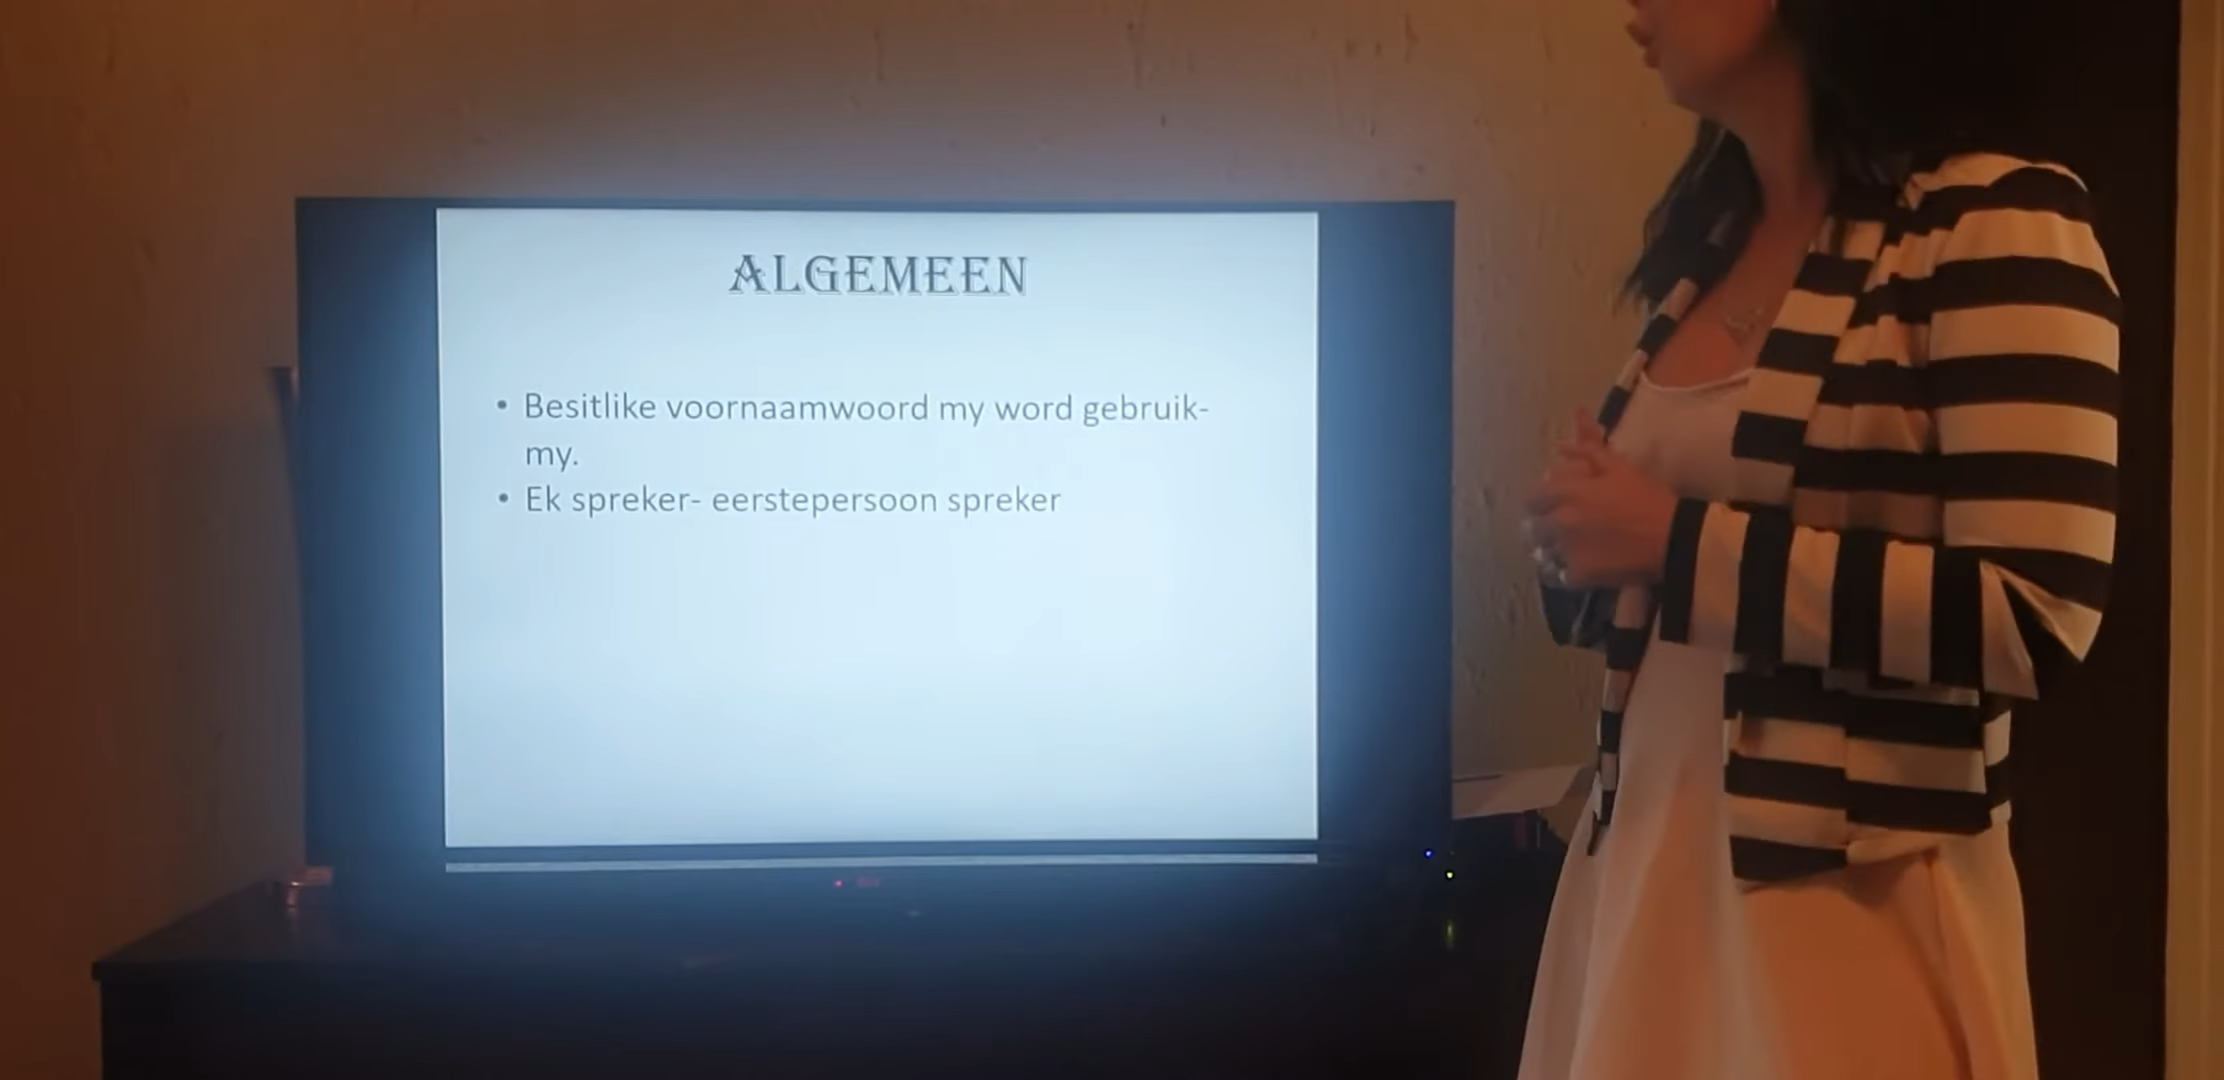 ALGEMEEN
• Besitlike voornaamwoord my word gebruik-
my.
• Ek spreker- eerstepersoon spreker